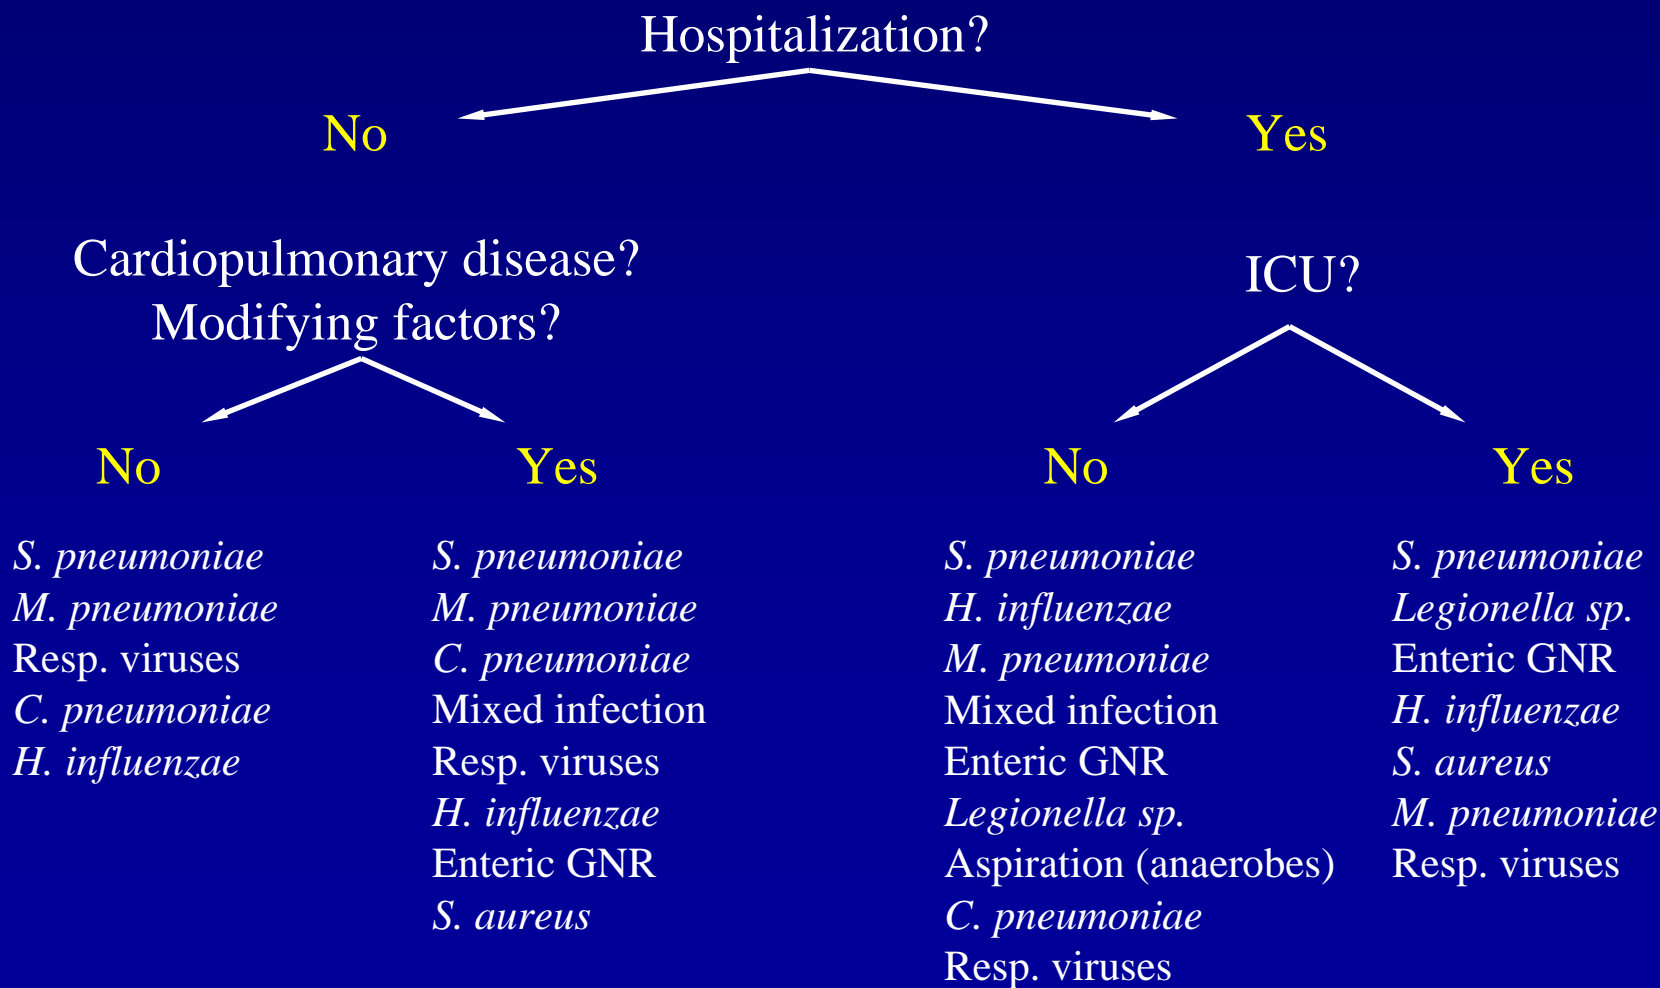 Hospitalization?
No
Yes
Cardiopulmonary disease?
Modifying factors?
ICU?
No
Yes
No
Yes
S. pneumoniae
M. pneumoniae
Resp. viruses
C. pneumoniae
H. influenzae
S. pneumoniae
M. pneumoniae
C. pneumoniae
Mixed infection
Resp. viruses
H. influenzae
Enteric GNR
S. aureus
S. pneumoniae
H. influenzae
M. pneumoniae
Mixed infection
Enteric GNR
Legionella sp.
Aspiration (anaerobes)
C. pneumoniae
Resp. viruses
S. pneumoniae
Legionella sp.
Enteric GNR
H. influenzae
S. aureus
M. pneumoniae
Resp. viruses